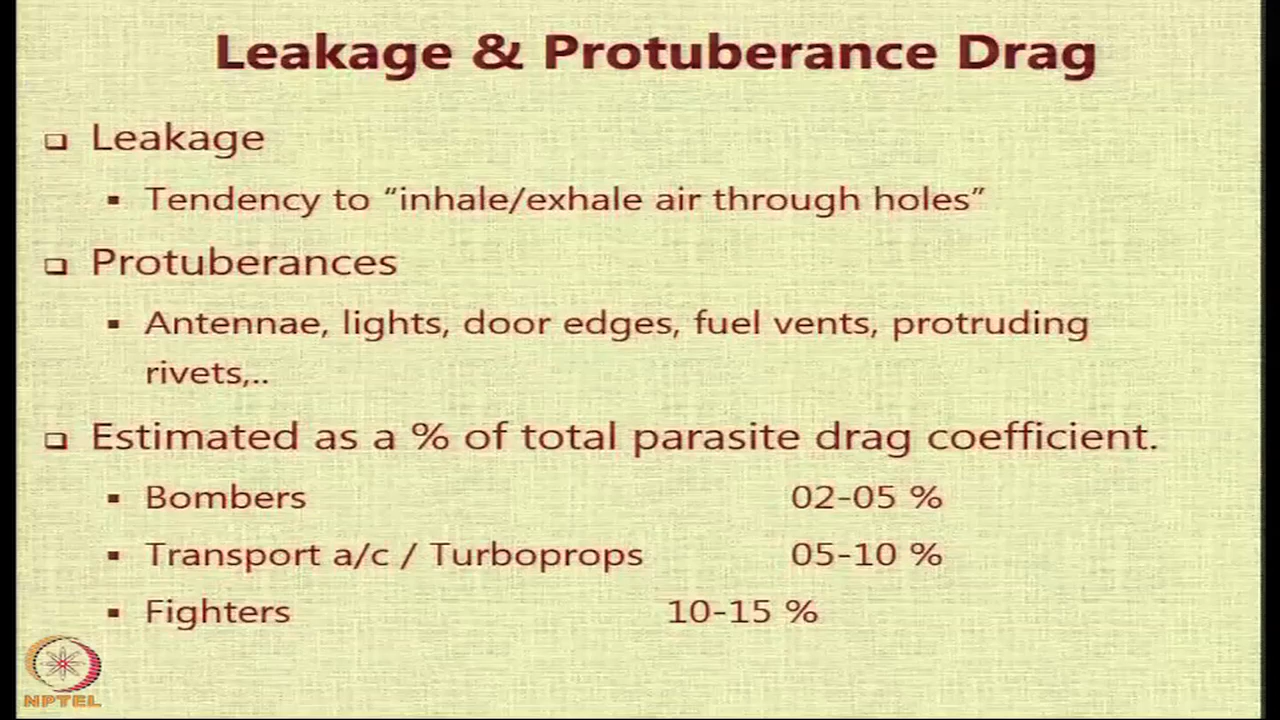 Leakage & Protuberance Drag
Leakage
Tendency to “inhale/exhale air through holes”
Protuberances
Antennae, lights, door edges, fuel vents, protruding
rivets,..
Estimated as a % of total parasite drag coefficient.
Bombers 02-05 %
Transport a/c / Turboprops 05-10 %
Fighters 10-15 %
NPTEL